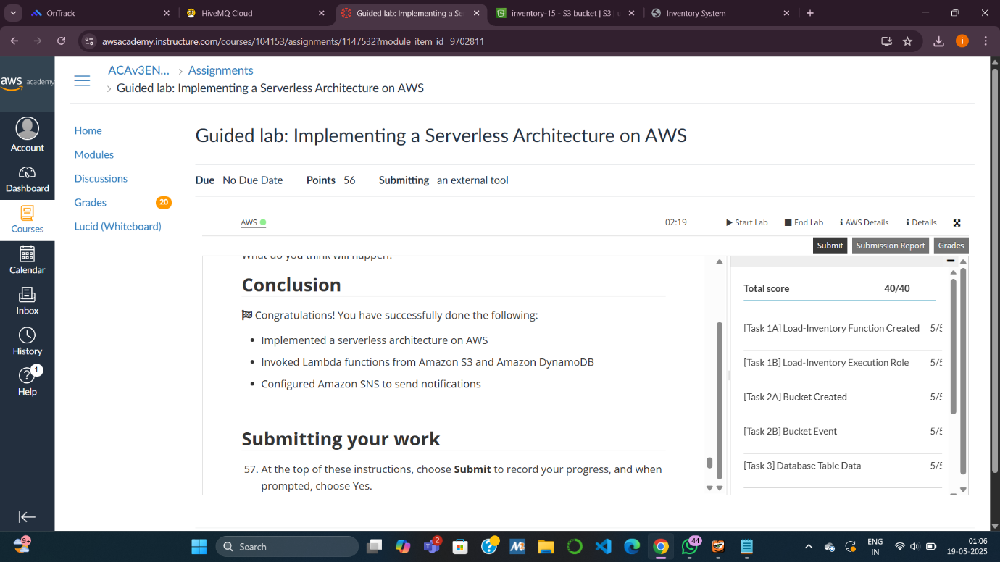 OnTrack
HiveMQ Cloud
Guided lab: Implementing a Se
inventory-15 - S3 bucket | S3 |
Inventory System
awsacademy.instructure.com/courses/104153/assignments/1147532?module_item_id=9702811
j
aws academy
Account
Dashboard
Courses
Calendar
Inbox
History
1
Help
ACAv3EN... > Assignments
> Guided lab: Implementing a Serverless Architecture on AWS
Home
Modules
Discussions
Grades 20
Lucid (Whiteboard)
Guided lab: Implementing a Serverless Architecture on AWS
Due No Due Date Points 56 Submitting an external tool
AWS 02:19 Start Lab End Lab AWS Details Details
Submit Submission Report Grades
What do you think will happen?
Conclusion
Congratulations! You have successfully done the following:
• Implemented a serverless architecture on AWS
• Invoked Lambda functions from Amazon S3 and Amazon DynamoDB
• Configured Amazon SNS to send notifications
Submitting your work
57. At the top of these instructions, choose Submit to record your progress, and when
prompted, choose Yes.
Total score 40/40
[Task 1A] Load-Inventory Function Created 5/5
[Task 1B] Load-Inventory Execution Role 5/5
[Task 2A] Bucket Created 5/5
[Task 2B] Bucket Event 5/5
[Task 3] Database Table Data 5/5
9+
Search
2
44
ENG
IN
01:06
19-05-2025